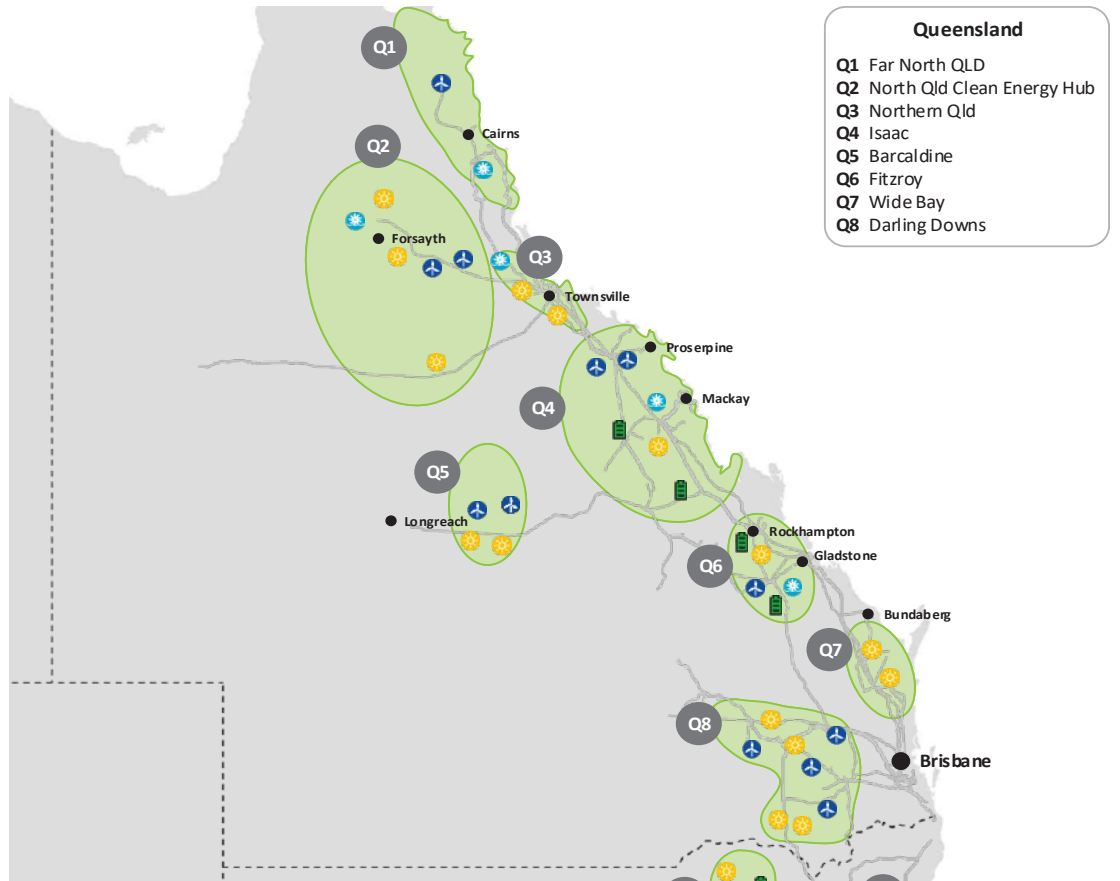 Queensland
Q1 Far North QLD
Q2 North Qld Clean Energy Hub
Q3 Northern Qld
Q4 Isaac
Q5 Barcaldine
Q6 Fitzroy
Q7 Wide Bay
Q8 Darling Downs
Q1
Cairns
Q2
Forsayth
Q3
Townsville
Proserpine
Mackay
Q4
Q5
Longreach
Rockhampton
Gladstone
Q6
Bundaberg
Q7
Q8
Brisbane